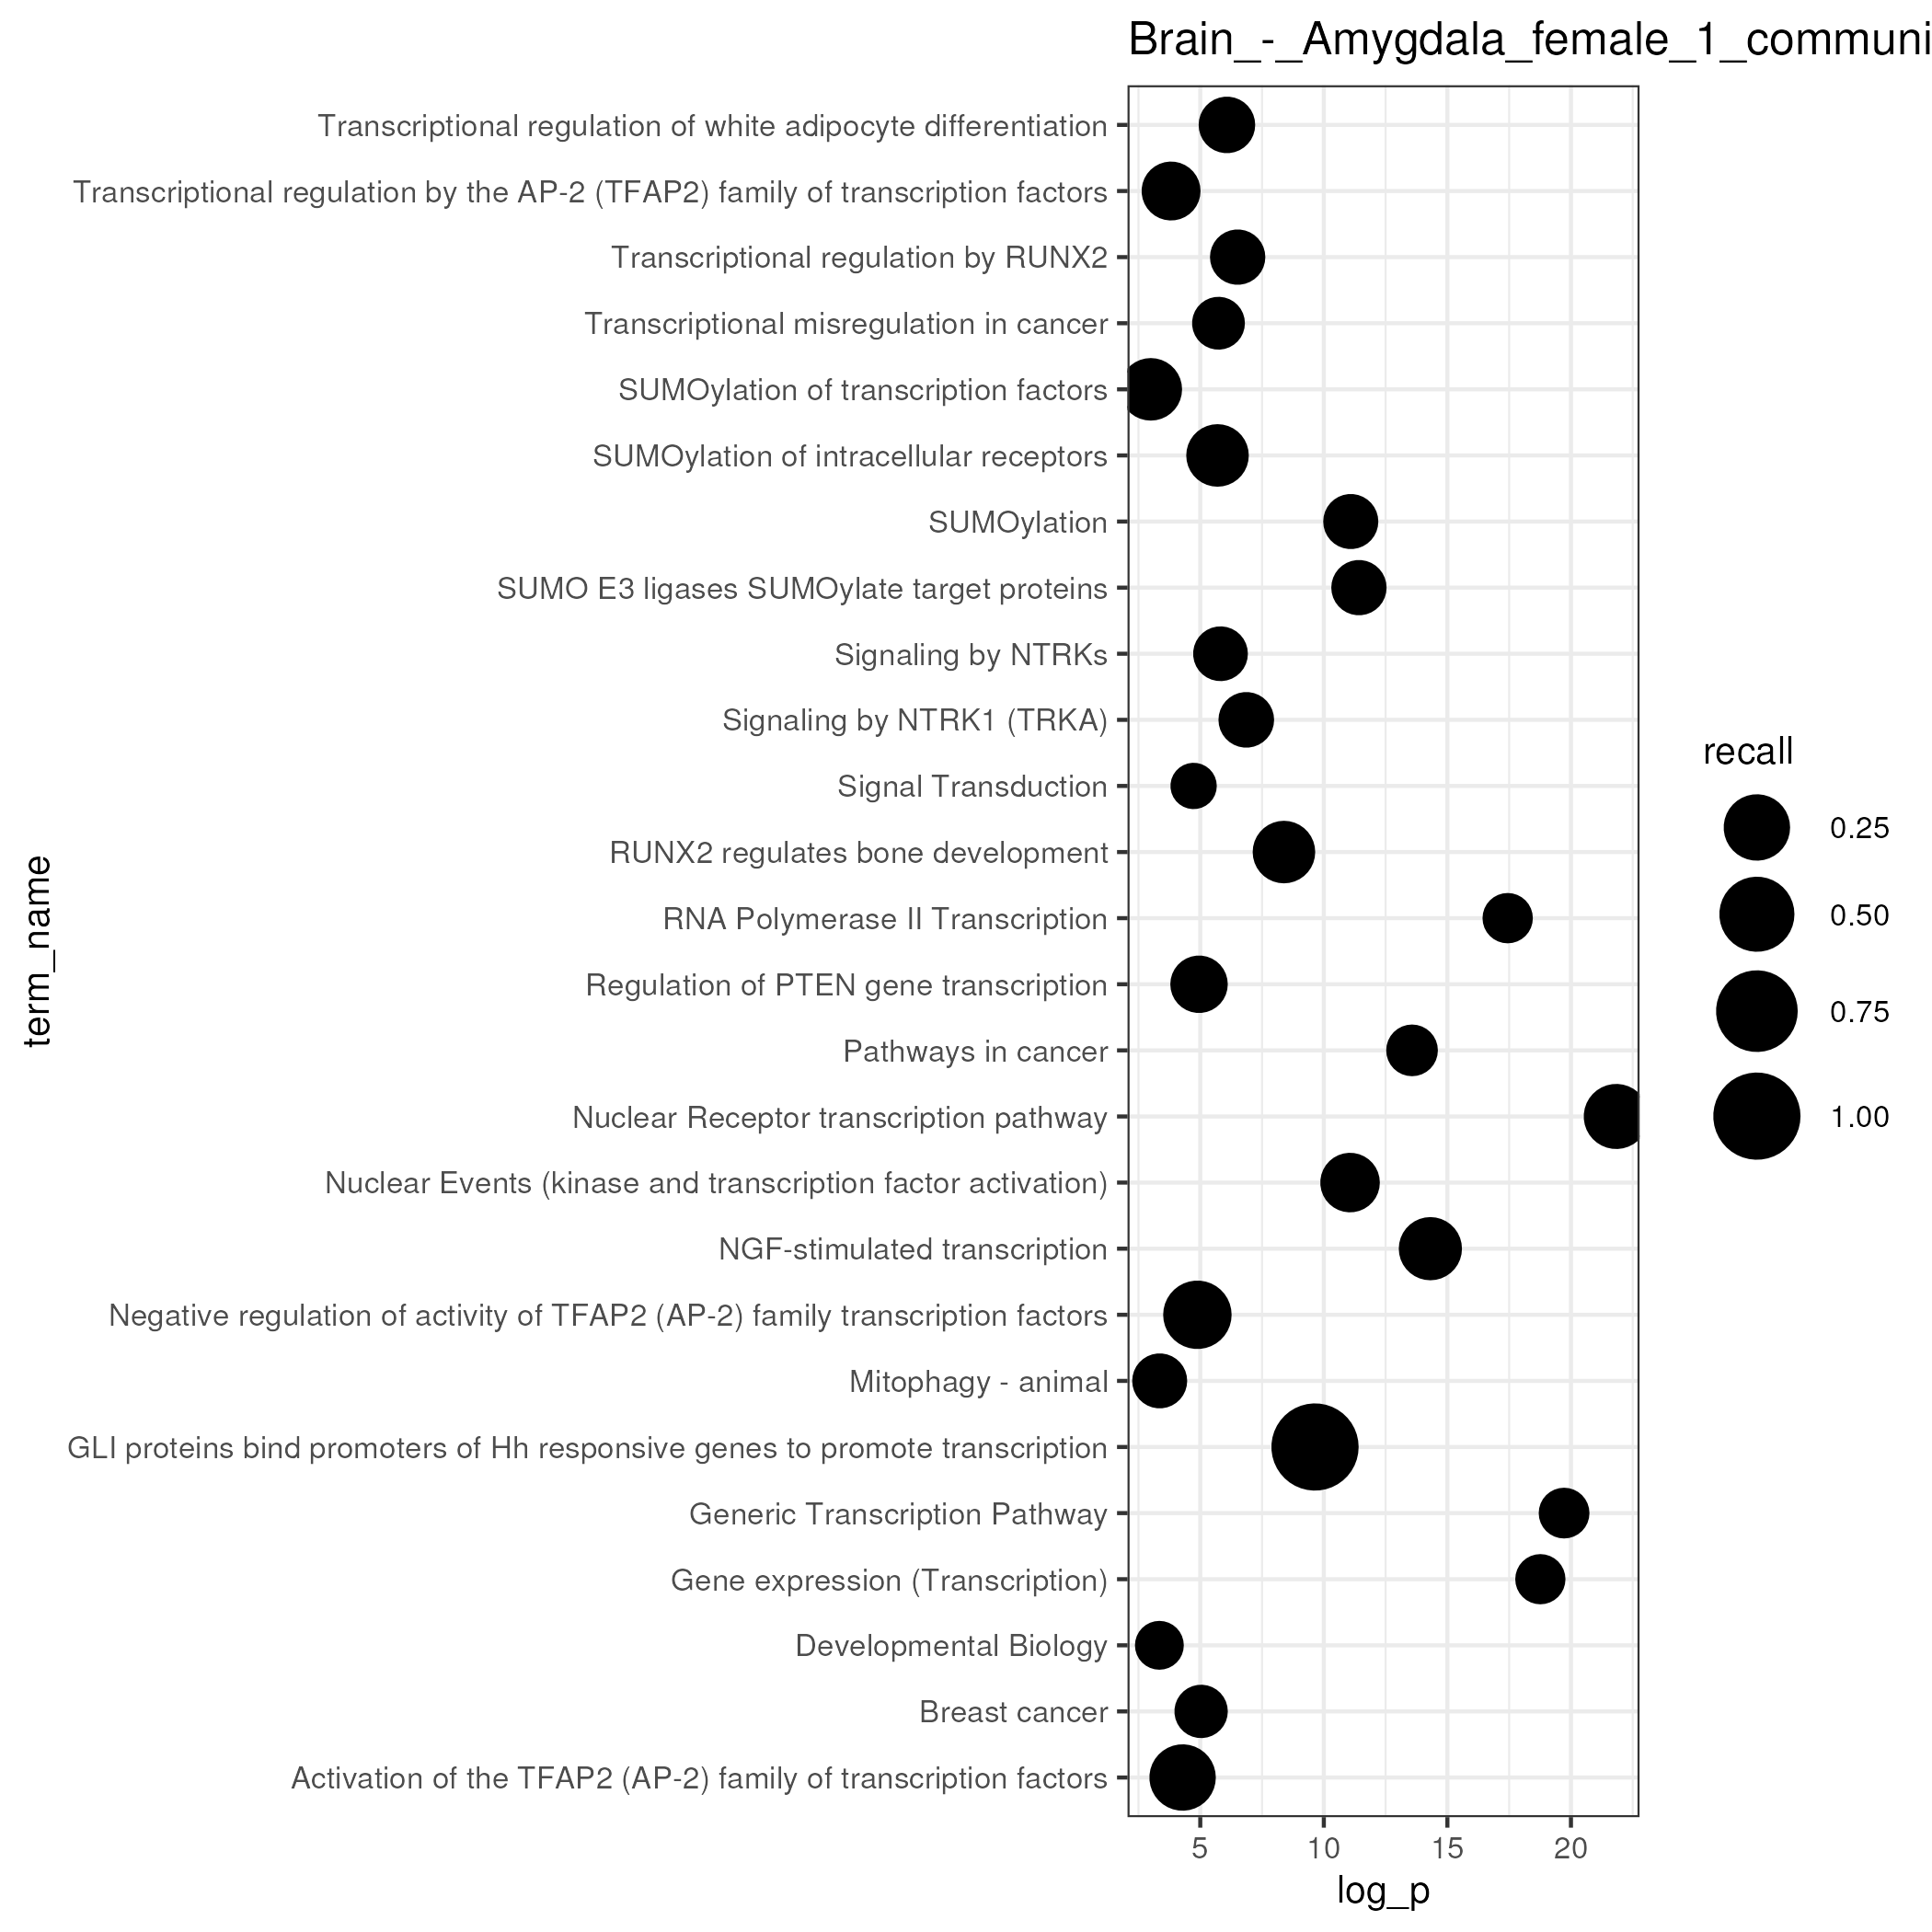 Brain_-_Amygdala_female_1_communi
Transcriptional regulation of white adipocyte differentiation
Transcriptional regulation by the AP-2 (TFAP2) family of transcription factors
Transcriptional regulation by RUNX2
Transcriptional misregulation in cancer
SUMOylation of transcription factors
SUMOylation of intracellular receptors
SUMOylation
SUMO E3 ligases SUMOylate target proteins
Signaling by NTRKs
Signaling by NTRK1 (TRKA)
Signal Transduction
RUNX2 regulates bone development
RNA Polymerase II Transcription
Regulation of PTEN gene transcription
Pathways in cancer
Nuclear Receptor transcription pathway
Nuclear Events (kinase and transcription factor activation)
NGF-stimulated transcription
Negative regulation of activity of TFAP2 (AP-2) family transcription factors
Mitophagy - animal
GLI proteins bind promoters of Hh responsive genes to promote transcription
Generic Transcription Pathway
Gene expression (Transcription)
Developmental Biology
Breast cancer
Activation of the TFAP2 (AP-2) family of transcription factors
term_name
5 10 15 20
log_p
recall
0.25
0.50
0.75
1.00